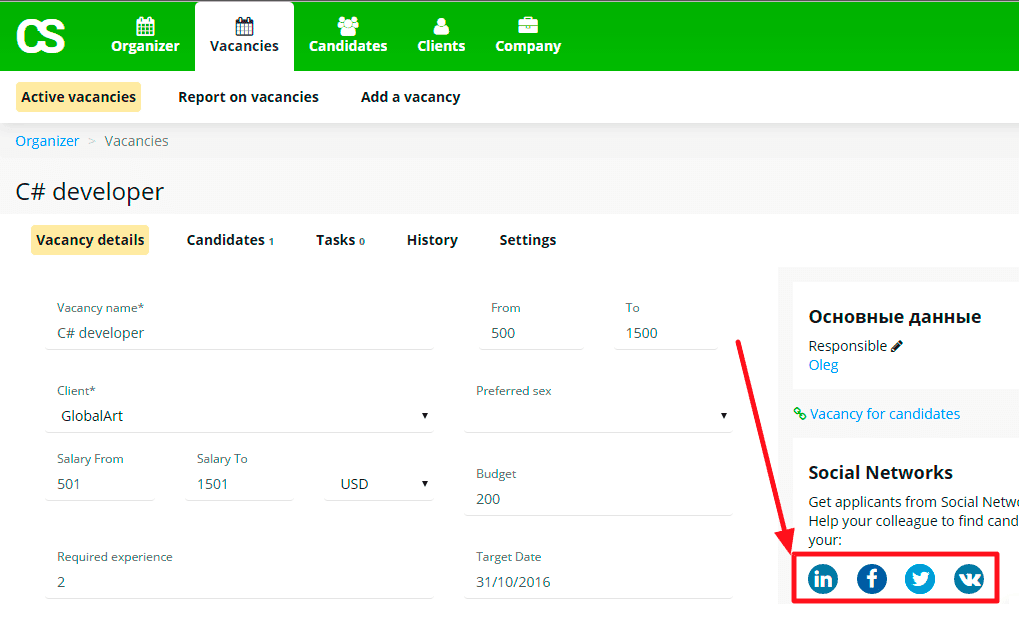 CS
Organizer
Vacancies
Candidates
Clients
Company
Active vacancies
Report on vacancies
Add a vacancy
Organizer > Vacancies
C# developer
Vacancy details
Candidates 1
Tasks 0
History
Settings
Vacancy name*
C# developer
From
500
To
1500
Client*
GlobalArt
Preferred sex
Salary From
501
Salary To
1501
USD
Budget
200
Required experience
2
Target Date
31/10/2016
Основные данные
Responsible
Oleg
Vacancy for candidates
Social Networks
Get applicants from Social Netwo
Help your colleague to find cand
your:
in
f